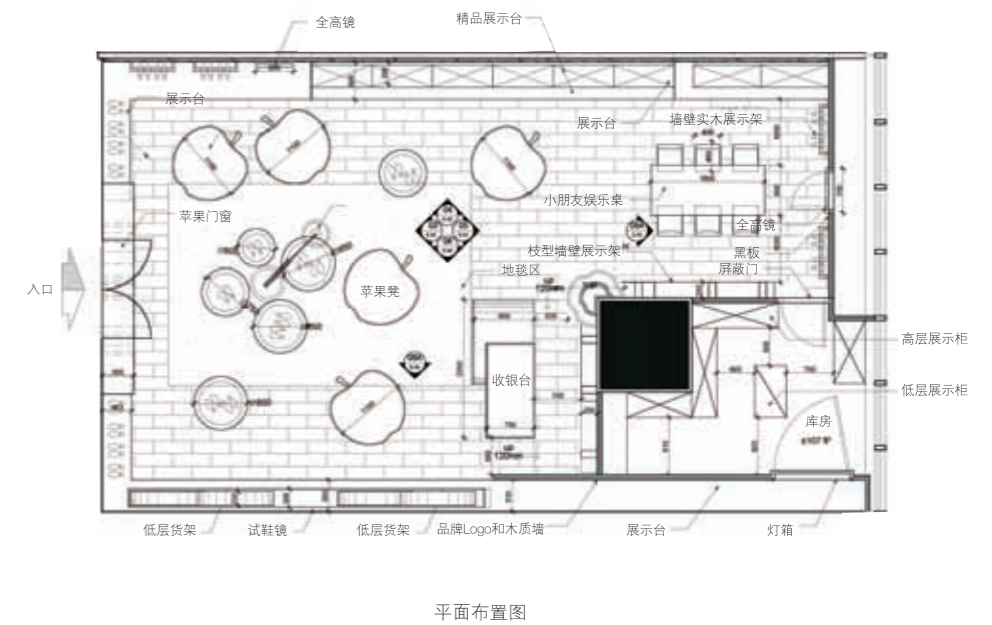 全高镜
精品展示台
展示台
展示台
墙壁实木展示架
小朋友娱乐桌
苹果门窗
全高镜
枝型墙壁展示架
黑板
地毯区
屏蔽门
入口
苹果凳
高层展示柜
收银台
低层展示柜
库房
低层货架
试鞋镜
低层货架
品牌Logo和木质墙
展示台
灯箱
平面布置图